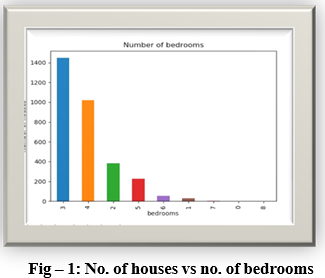 Number of bedrooms
1400
1200
1000
800
600
400
200
0
3 4 2 5 6 1 7 0 8
bedrooms
Fig – 1: No. of houses vs no. of bedrooms